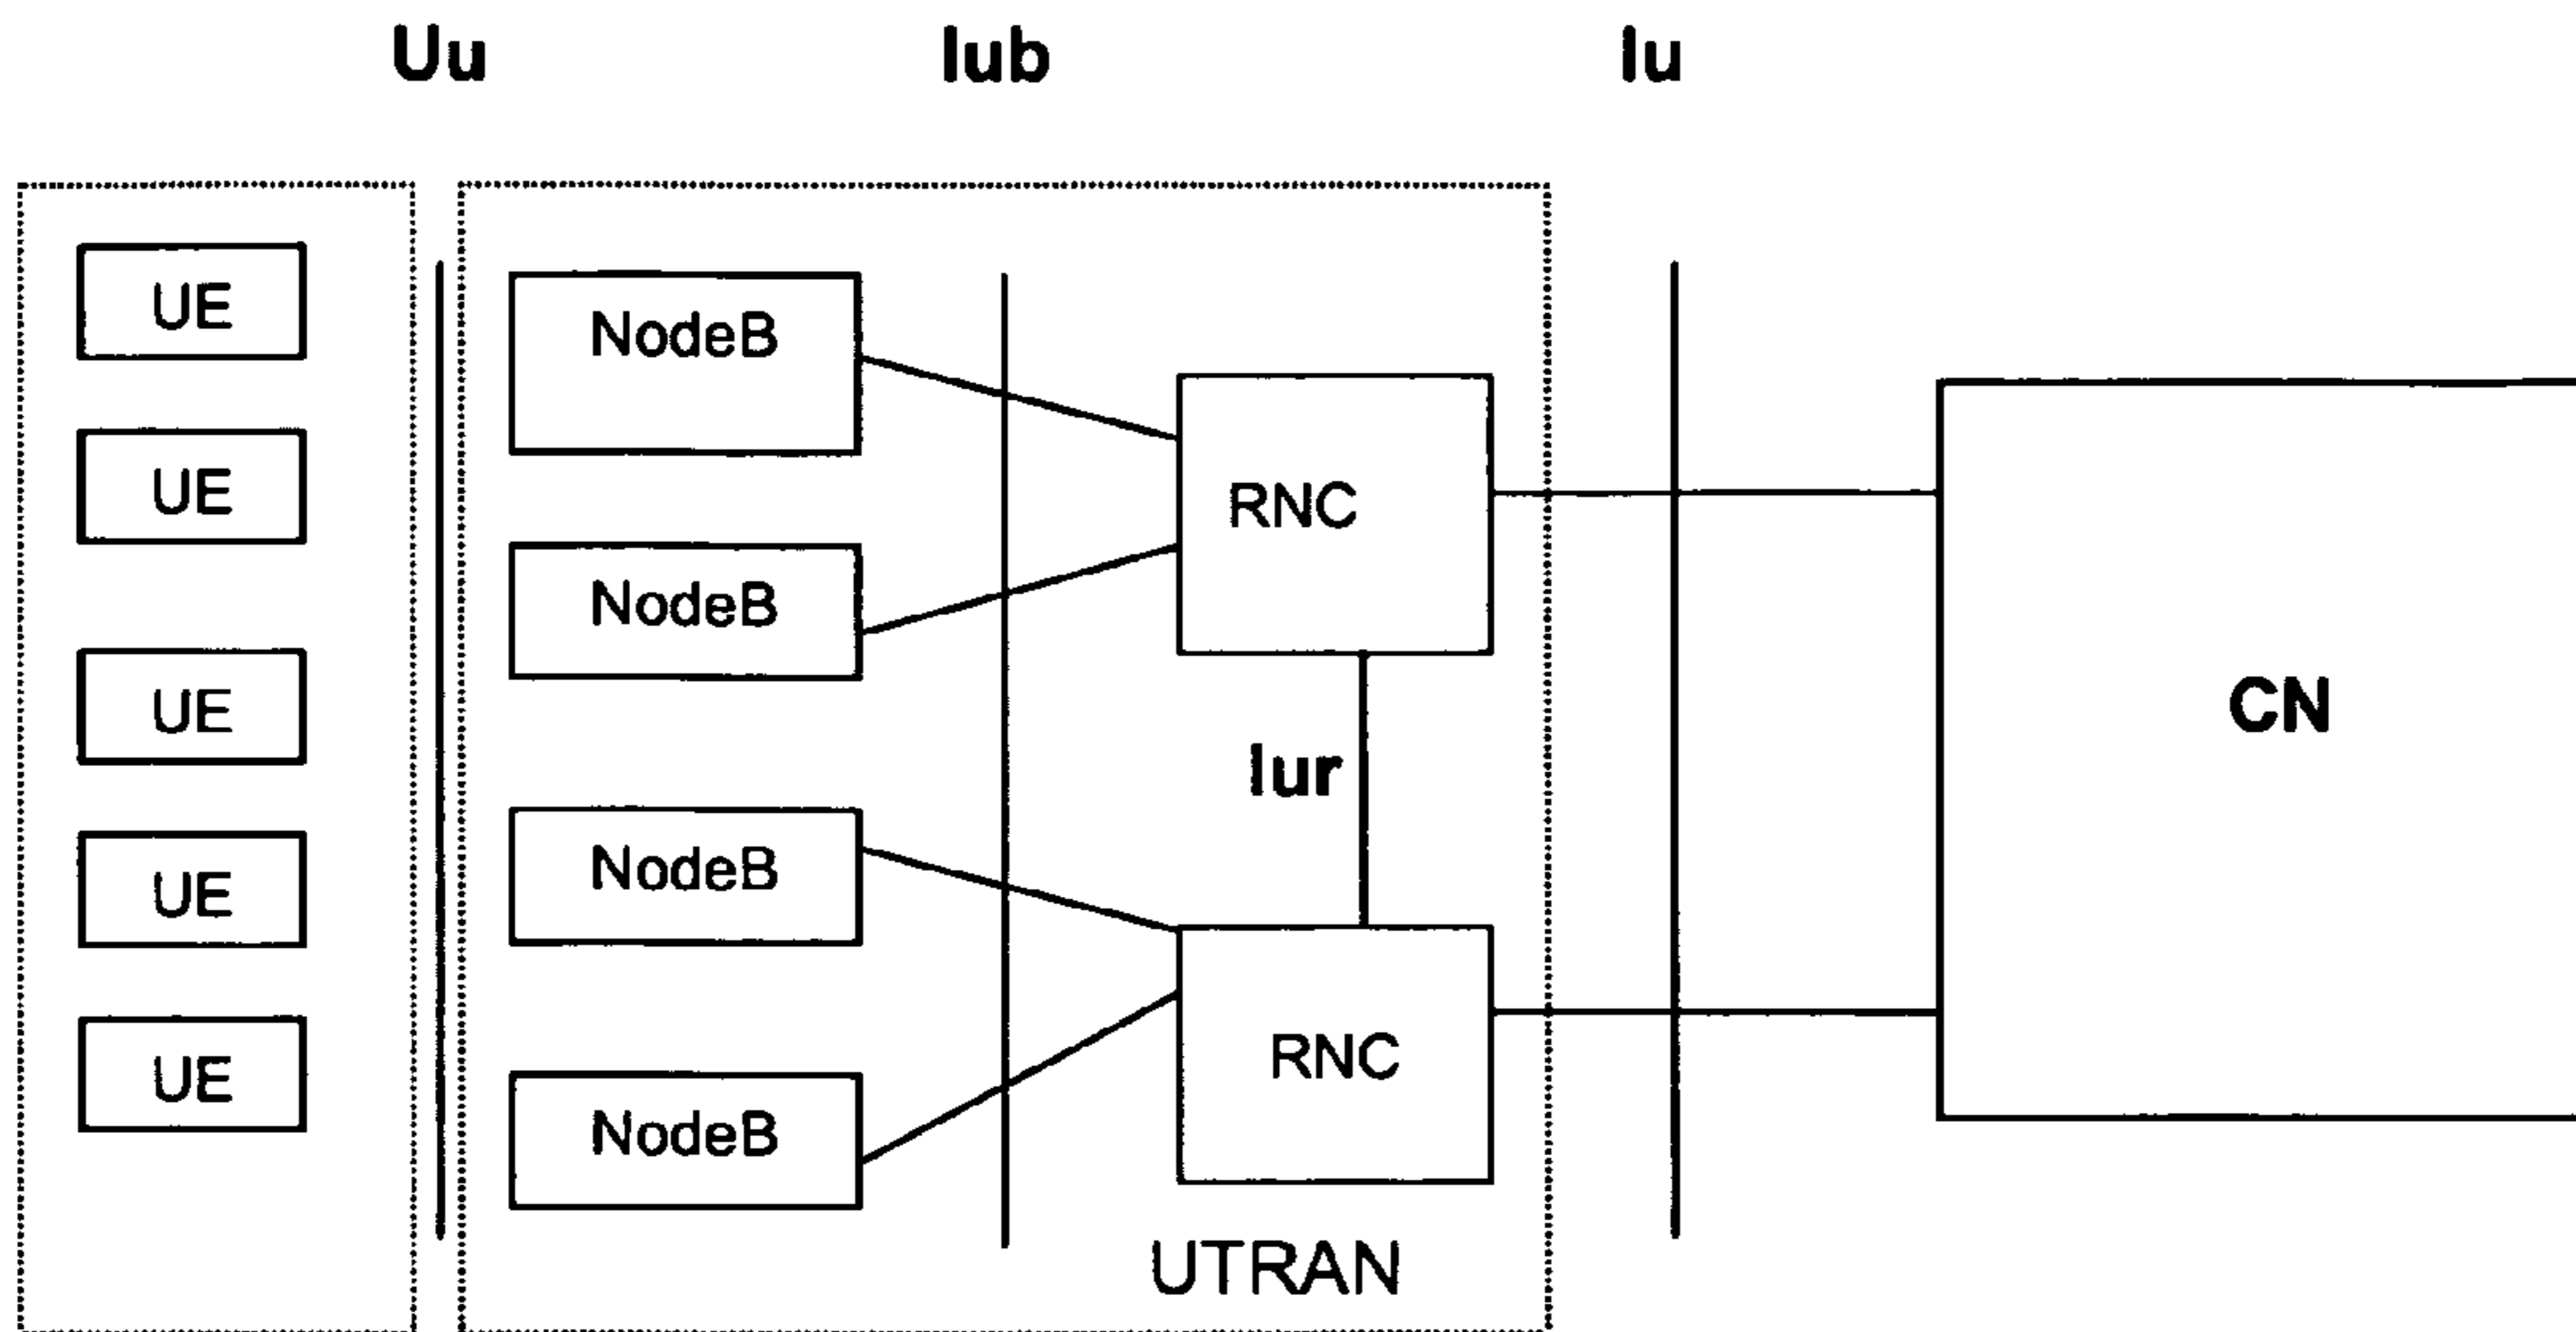 Uu
Iub
Iu
UE
UE
UE
UE
UE
NodeB
NodeB
NodeB
NodeB
RNC
Iur
RNC
UTRAN
CN